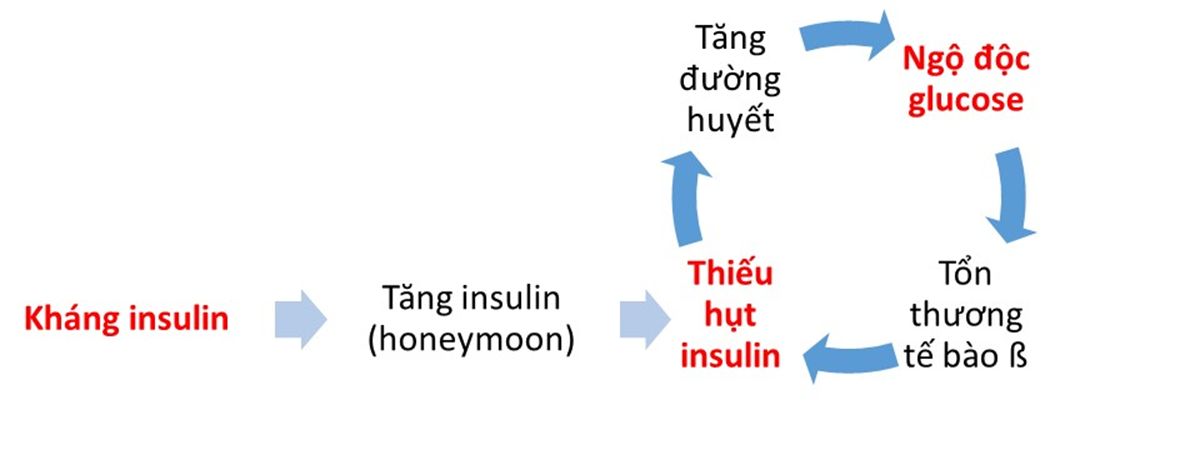 Kháng insulin
Tăng insulin
(honeymoon)
Thiếu
hụt
insulin
Tăng
đường
huyết
Ngộ độc
glucose
Tổn
thương
tế bào ß